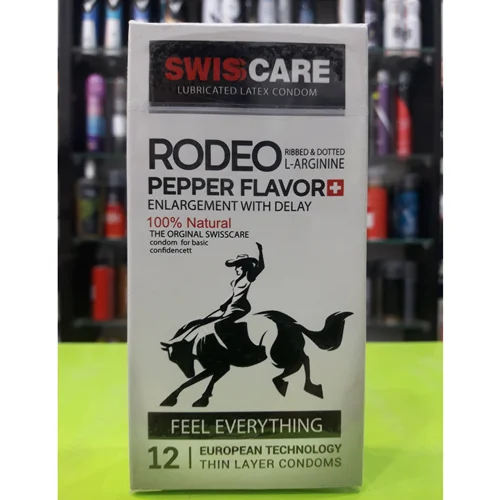 SWISSCARE
LUBRICATED LATEX CONDOM
RODEO RIBBED & DOTTED
L-ARGININE
PEPPER FLAVOR
ENLARGEMENT WITH DELAY
100% Natural
THE ORGINAL SWISSCARE
condom for basic
confidencett
FEEL EVERYTHING
12 EUROPEAN TECHNOLOGY
THIN LAYER CONDOMS